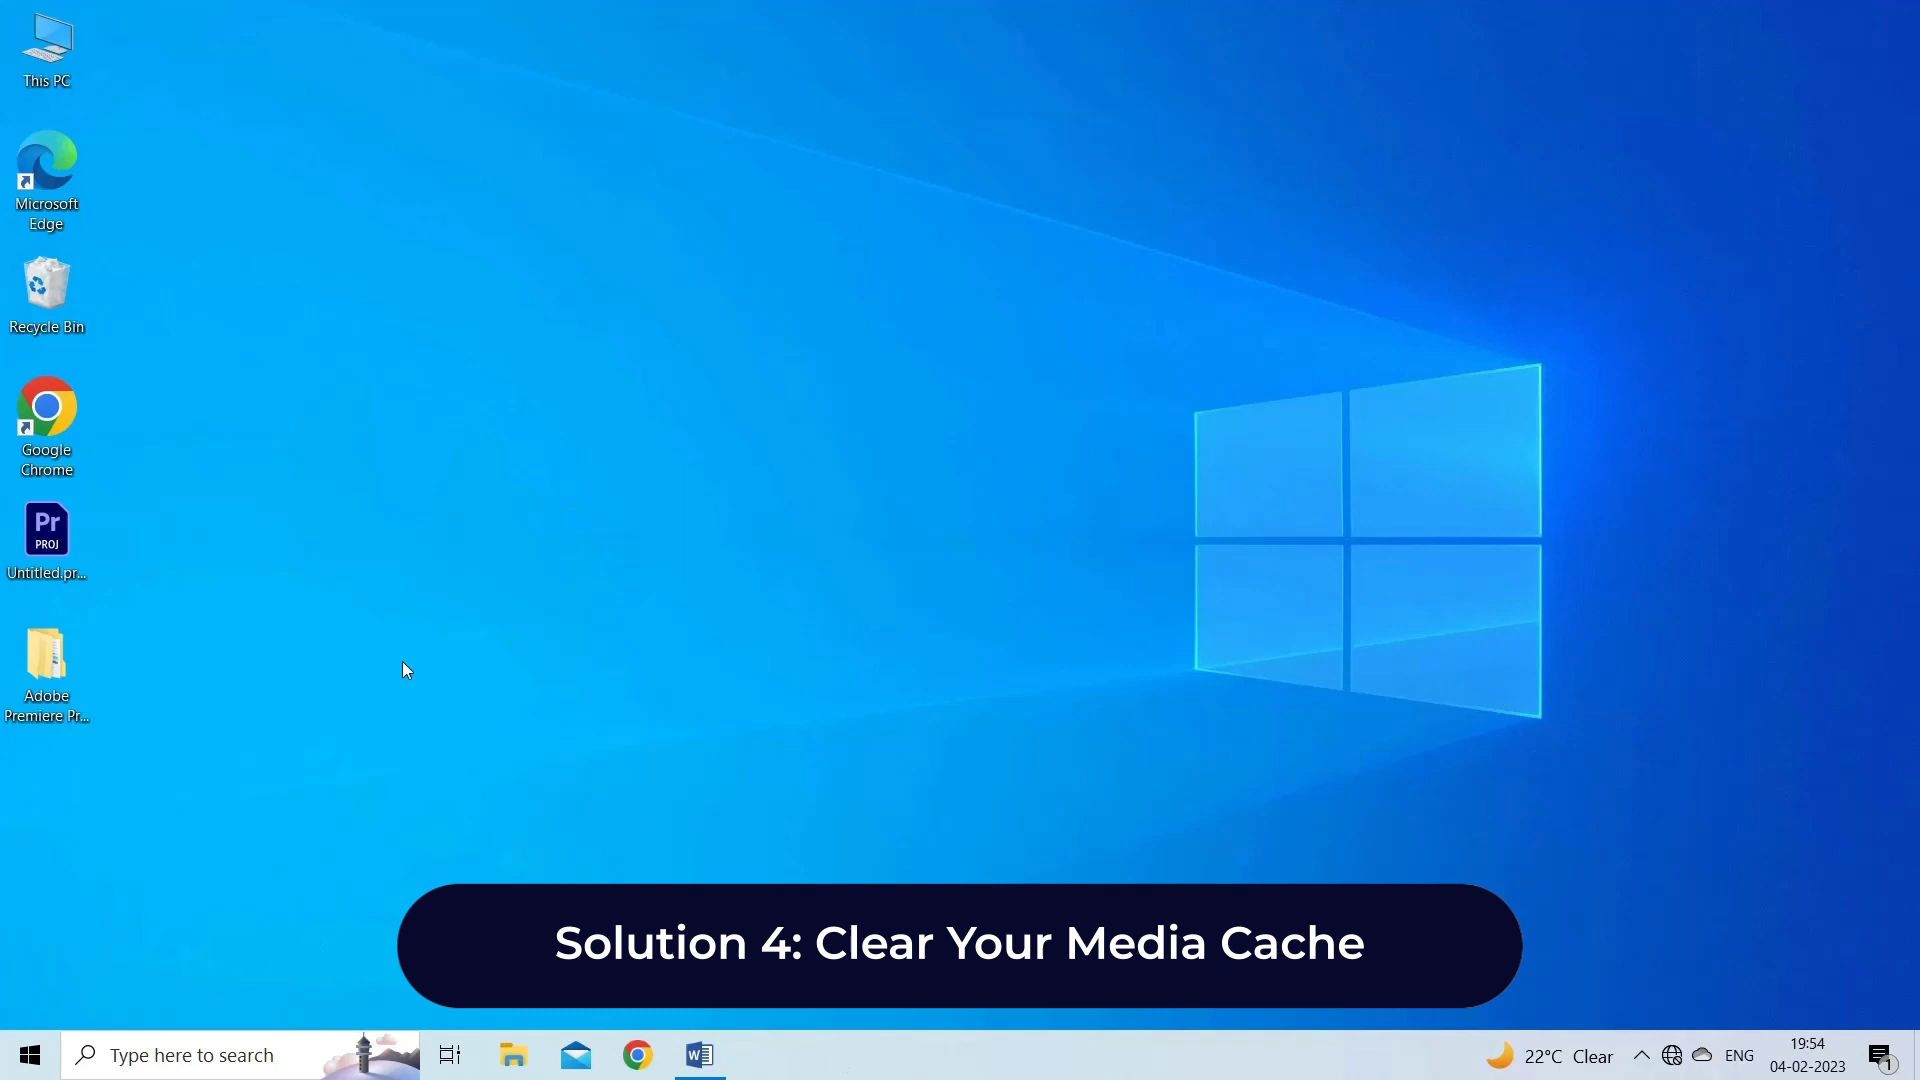 This PC
Microsoft
Edge
Recycle Bin
Google
Chrome
Pr
PROJ
Untitled.pr...
Adobe
Premiere Pr...
Solution 4: Clear Your Media Cache
Type here to search
W
22°C Clear
ENG
19:54
04-02-2023
1